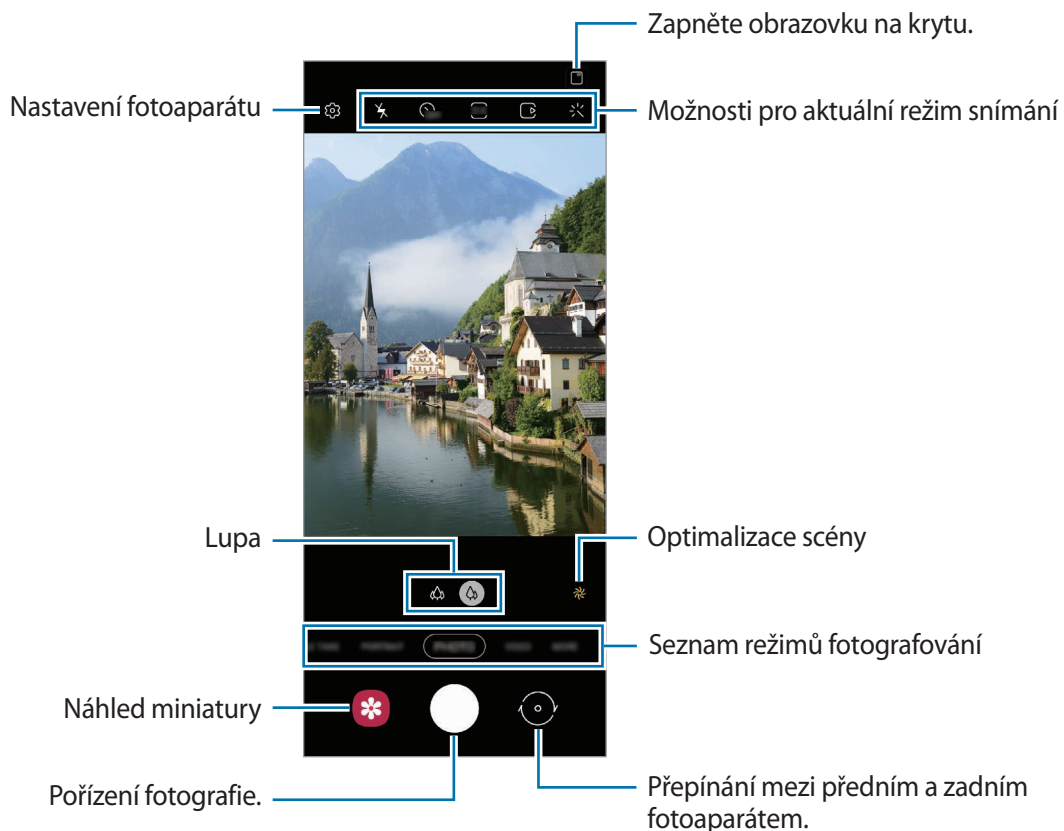 Zapněte obrazovku na krytu.
Nastavení fotoaparátu
Možnosti pro aktuální režim snímání
Lupa
Optimalizace scény
Seznam režimů fotografování
PHOTO
Náhled miniatury
Pořízení fotografie.
Přepínání mezi předním a zadním
fotoaparátem.